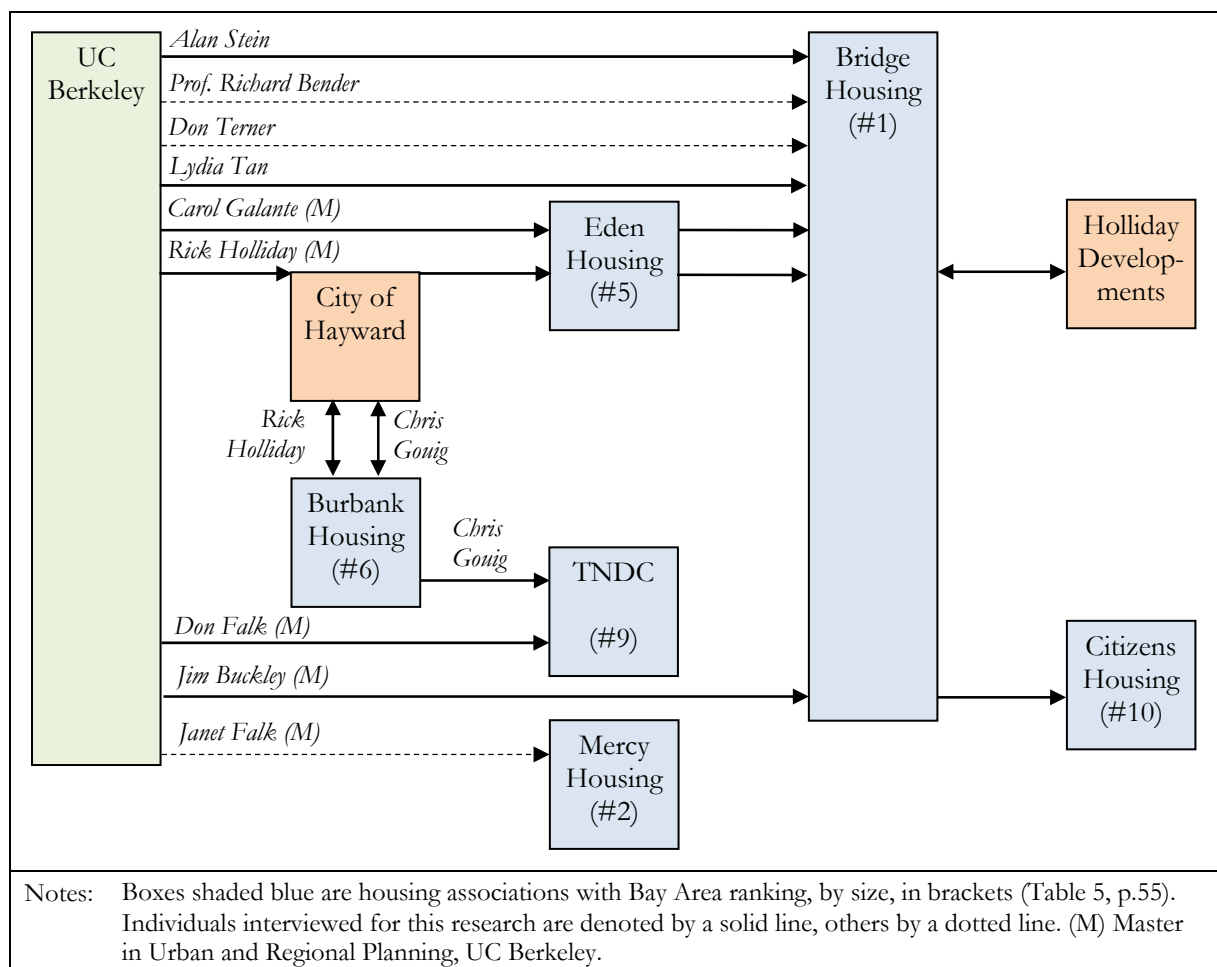 UC
Berkeley
Alan Stein
Prof. Richard Bender
Don Terner
Lydia Tan
Carol Galante (M)
Rick Holliday (M)
Bridge
Housing
(#1)
Eden
Housing
(#5)
Holliday
Develop-
ments
City of
Hayward
Rick
Holliday
Chris
Gouig
Burbank
Housing
(#6)
Chris
Gouig
TNDC
(#9)
Don Falk (M)
Jim Buckley (M)
Janet Falk (M)
Citizens
Housing
(#10)
Mercy
Housing
(#2)
Notes: Boxes shaded blue are housing associations with Bay Area ranking, by size, in brackets (Table 5, p.55).
Individuals interviewed for this research are denoted by a solid line, others by a dotted line. (M) Master
in Urban and Regional Planning, UC Berkeley.